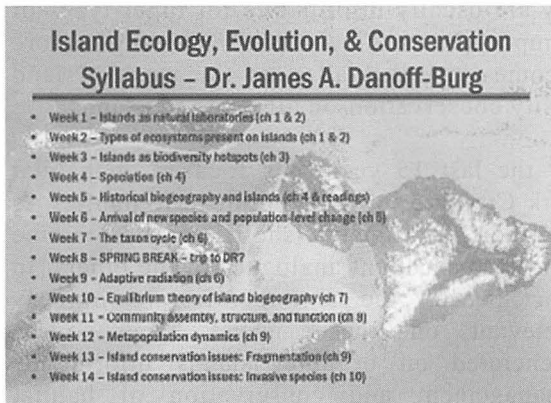 Island Ecology, Evolution, & Conservation
Syllabus – Dr. James A. Danoff-Burg
• Week 1 – Islands as natural laboratories (ch 1 & 2)
• Week 2 – Types of ecosystems present on islands (ch 1 & 2)
• Week 3 – Islands as biodiversity hotspots (ch 3)
• Week 4 – Speciation (ch 4)
• Week 5 – Historical biogeography and islands (ch 4 & readings)
• Week 6 – Arrival of new species and population-level change (ch 5)
• Week 7 – The taxon cycle (ch 6)
• Week 8 – SPRING BREAK – trip to DR?
• Week 9 – Adaptive radiation (ch 6)
• Week 10 – Equilibrium theory of island biogeography (ch 7)
• Week 11 – Community assembly, structure, and function (ch 8)
• Week 12 – Metapopulation dynamics (ch 9)
• Week 13 – Island conservation issues: Fragmentation (ch 9)
• Week 14 – Island conservation issues: Invasive species (ch 10)